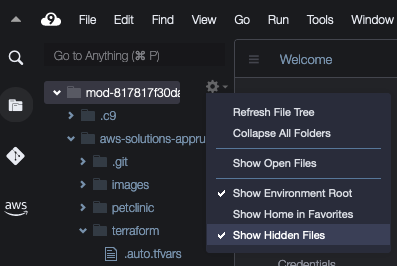 9 File Edit Find View Go Run Tools Window
Go to Anything (⌘ P)
Welcome
mod-817817f30da
.c9
aws-solutions-appru
.git
images
petclinic
terraform
.auto.tfvars
Refresh File Tree
Collapse All Folders
Show Open Files
Show Environment Root
Show Home in Favorites
Show Hidden Files
aws
Credentials